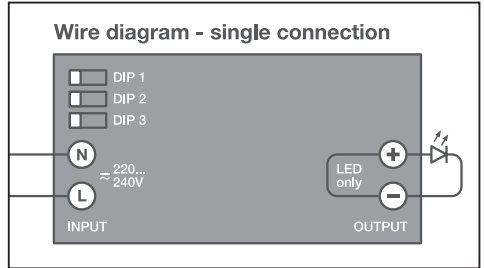 Wire diagram - single connection
DIP 1
DIP 2
DIP 3
N
≂ 220...
240V
L
INPUT
+
LED
only
−
OUTPUT